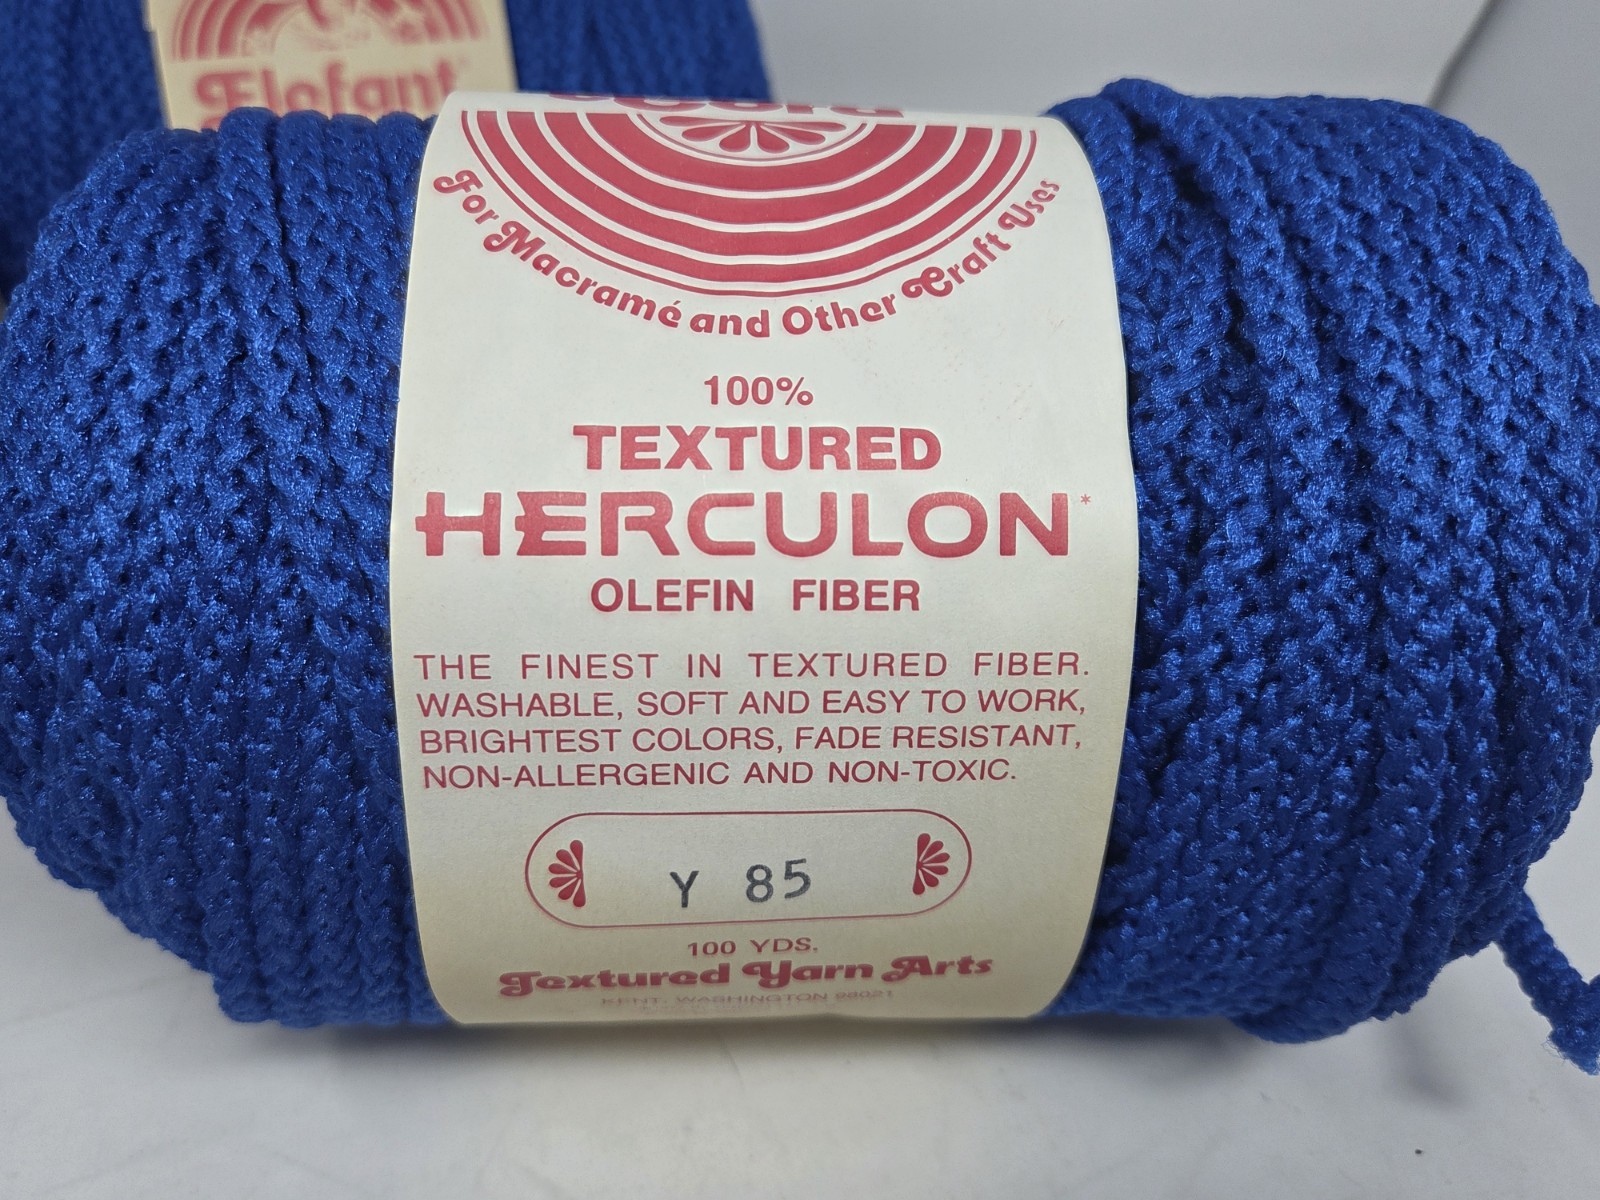 Elefant
For Macramé and Other Craft Uses
100%
TEXTURED
HERCULON*
OLEFIN FIBER
THE FINEST IN TEXTURED FIBER.
WASHABLE, SOFT AND EASY TO WORK,
BRIGHTEST COLORS, FADE RESISTANT,
NON-ALLERGENIC AND NON-TOXIC.
Y 85
100 YDS.
Textured Yarn Arts
KENT, WASHINGTON